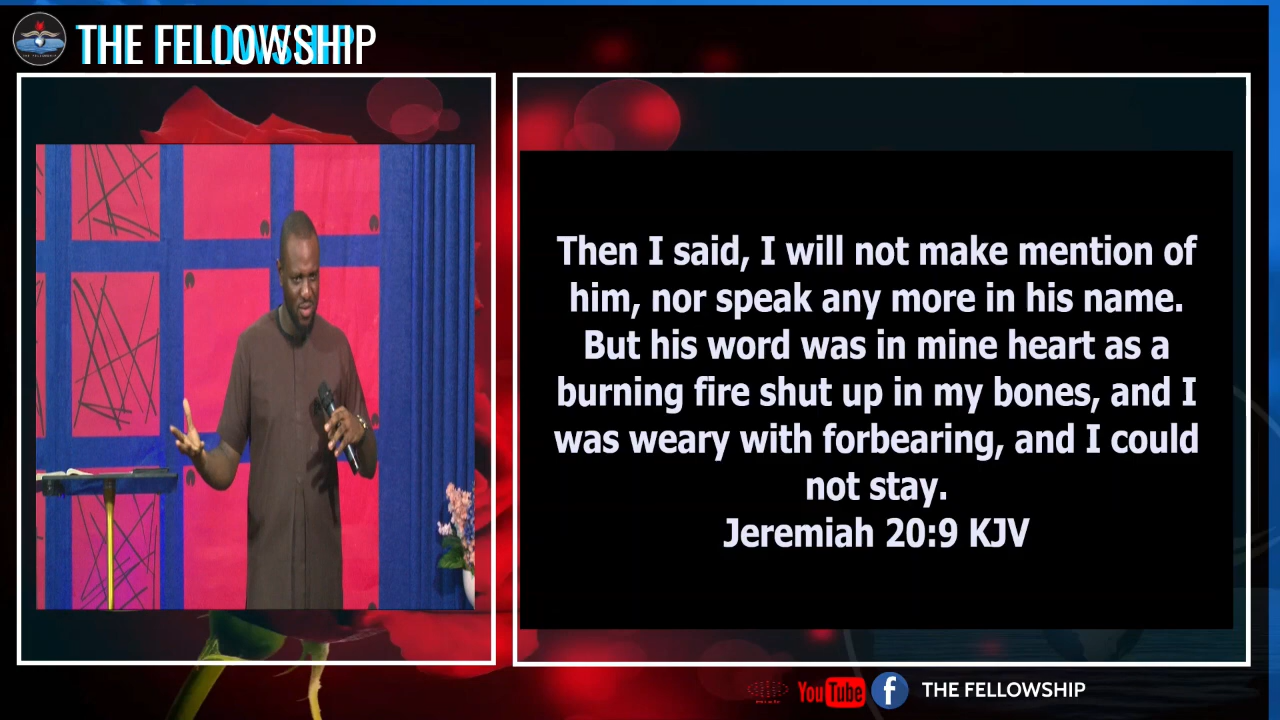 THE FELLOWSHIP
Then I said, I will not make mention of
him, nor speak any more in his name.
But his word was in mine heart as a
burning fire shut up in my bones, and I
was weary with forbearing, and I could
not stay.
Jeremiah 20:9 KJV
YouTube
THE FELLOWSHIP